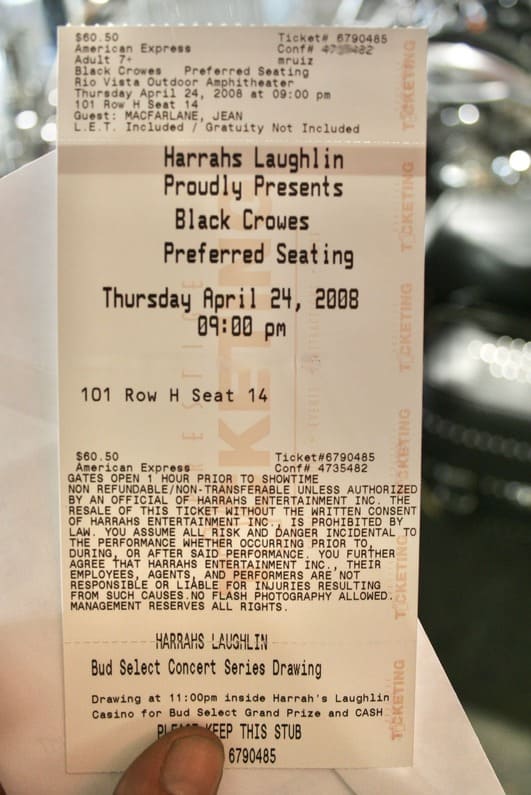 $60.50 Ticket# 6790485
American Express Conf#
Adult 7+ mruiz
Black Crowes Preferred Seating
Rio Vista Outdoor Amphitheater
Thursday April 24, 2008 at 09:00 pm
101 Row H Seat 14
Guest: MACFARLANE, JEAN
L.E.T. Included / Gratuity Not Included
Harrahs Laughlin
Proudly Presents
Black Crowes
Preferred Seating
Thursday April 24, 2008
09:00 pm
101 Row H Seat 14
$60.50 Ticket#6790485
American Express Conf# 4735482
GATES OPEN 1 HOUR PRIOR TO SHOWTIME
NON REFUNDABLE/NON-TRANSFERABLE UNLESS AUTHORIZED
BY AN OFFICIAL OF HARRAHS ENTERTAINMENT INC. THE
RESALE OF THIS TICKET WITHOUT THE WRITTEN CONSENT
OF HARRAHS ENTERTAINMENT INC., IS PROHIBITED BY
LAW. YOU ASSUME ALL RISK AND DANGER INCIDENTAL TO
THE PERFORMANCE WHETHER OCCURING PRIOR TO,
DURING, OR AFTER SAID PERFORMANCE. YOU FURTHER
AGREE THAT HARRAHS ENTERTAINMENT INC., THEIR
EMPLOYEES, AGENTS, AND PERFORMERS ARE NOT
RESPONSIBLE OR LIABLE FOR INJURIES RESULTING
FROM SUCH CAUSES.NO FLASH PHOTOGRAPHY ALLOWED.
MANAGEMENT RESERVES ALL RIGHTS.
HARRAHS LAUGHLIN
Bud Select Concert Series Drawing
Drawing at 11:00pm inside Harrah's Laughlin
Casino for Bud Select Grand Prize and CASH
PLEASE KEEP THIS STUB
6790485
TICKETING
TICKETING
TICKETING
TICKETING
TICKETING
TICKETING